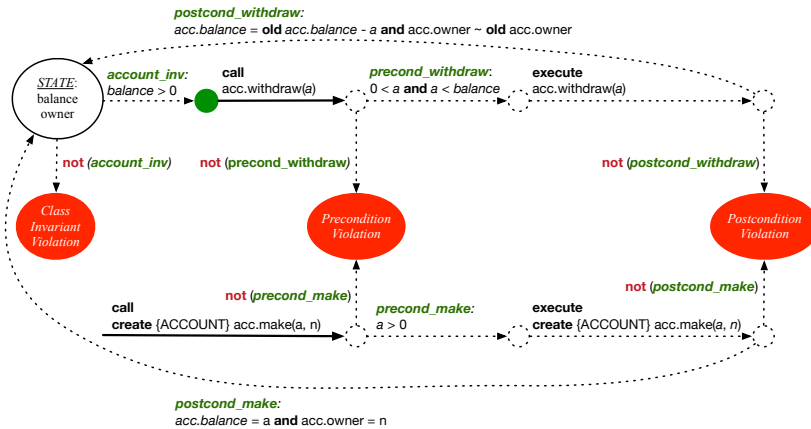 postcond_withdraw:
acc.balance = old acc.balance - a and acc.owner ~ old acc.owner
STATE:
balance
owner
account_inv:
balance > 0
call
acc.withdraw(a)
precond_withdraw:
0 < a and a < balance
execute
acc.withdraw(a)
not (account_inv)
not (precond_withdraw)
not (postcond_withdraw)
Class
Invariant
Violation
Precondition
Violation
Postcondition
Violation
not (precond_make)
not (postcond_make)
call
create {ACCOUNT} acc.make(a, n)
precond_make:
a > 0
execute
create {ACCOUNT} acc.make(a, n)
postcond_make:
acc.balance = a and acc.owner = n